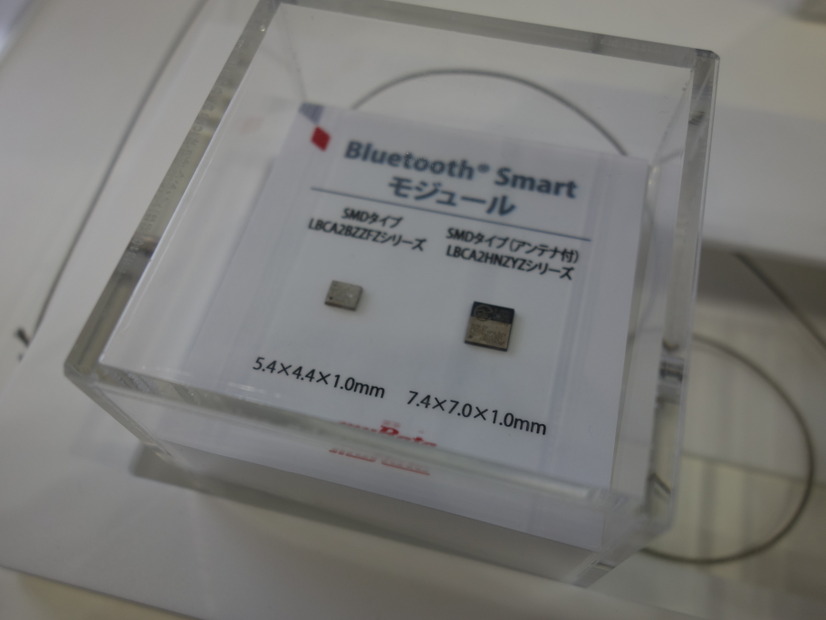 Bluetooth® Smart
モジュール
SMDタイプ
LBCA2BZZFZシリーズ
SMDタイプ(アンテナ付)
LBCA2HNZYZシリーズ
5.4×4.4×1.0mm
7.4×7.0×1.0mm
muRata